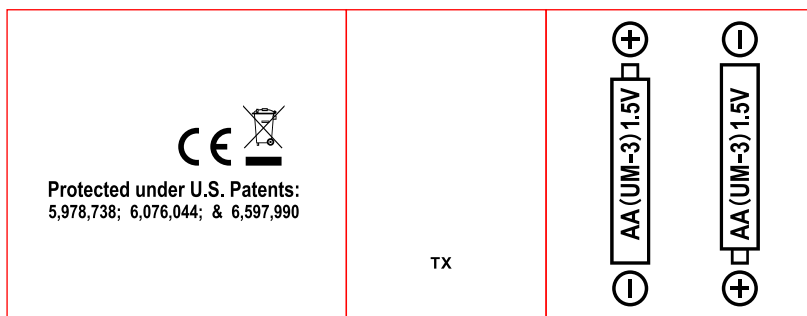 CE
Protected under U.S. Patents:
5,978,738; 6,076,044; & 6,597,990
TX
+
−
AA(UM-3)1.5V
AA(UM-3)1.5V
−
+